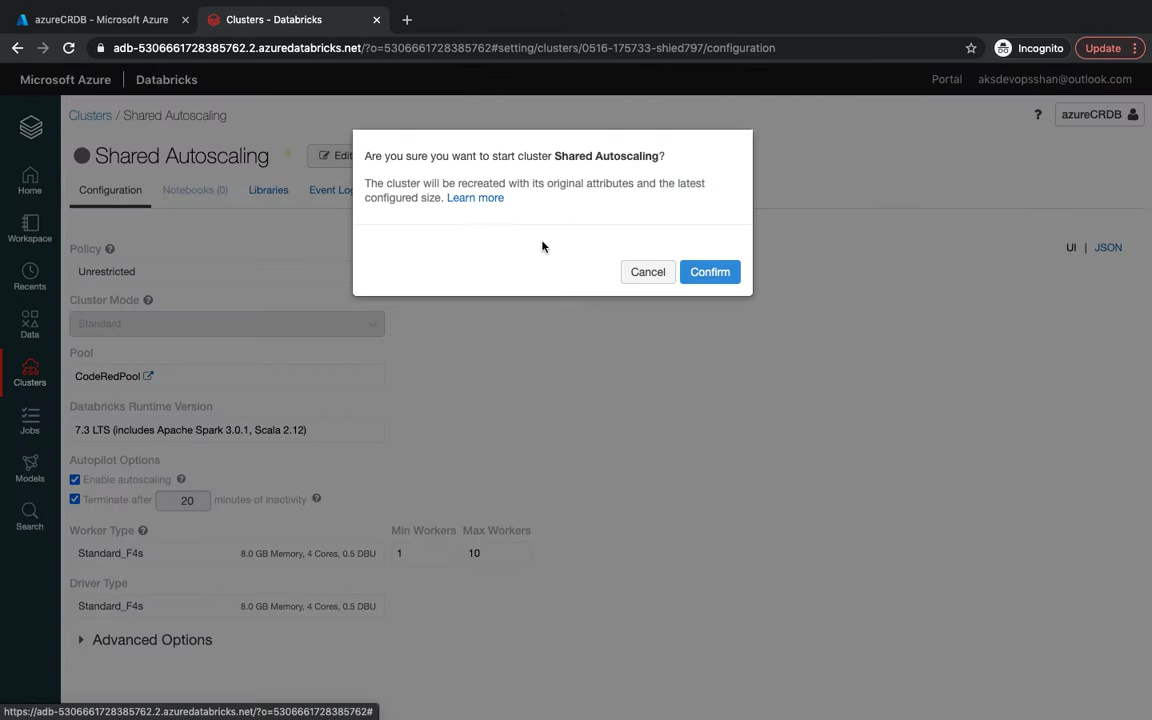 azureCRDB - Microsoft Azure
Clusters - Databricks
adb-5306661728385762.2.azuredatabricks.net/?o=5306661728385762#setting/clusters/0516-175733-shied797/configuration
Incognito
Update
Microsoft Azure
Databricks
Portal
aksdevopsshan@outlook.com
Clusters / Shared Autoscaling
?
azureCRDB
Shared Autoscaling
Edit
Configuration
Notebooks (0)
Libraries
Event Log
Are you sure you want to start cluster Shared Autoscaling?
The cluster will be recreated with its original attributes and the latest
configured size. Learn more
Cancel
Confirm
Home
Workspace
Recents
Data
Clusters
Jobs
Models
Search
Policy ?
UI | JSON
Unrestricted
Cluster Mode ?
Standard
Pool
CodeRedPool
Databricks Runtime Version
7.3 LTS (includes Apache Spark 3.0.1, Scala 2.12)
Autopilot Options
Enable autoscaling ?
Terminate after 20 minutes of inactivity ?
Worker Type ?
Min Workers
Max Workers
Standard_F4s
8.0 GB Memory, 4 Cores, 0.5 DBU
1
10
Driver Type
Standard_F4s
8.0 GB Memory, 4 Cores, 0.5 DBU
Advanced Options
https://adb-5306661728385762.2.azuredatabricks.net/?o=5306661728385762#